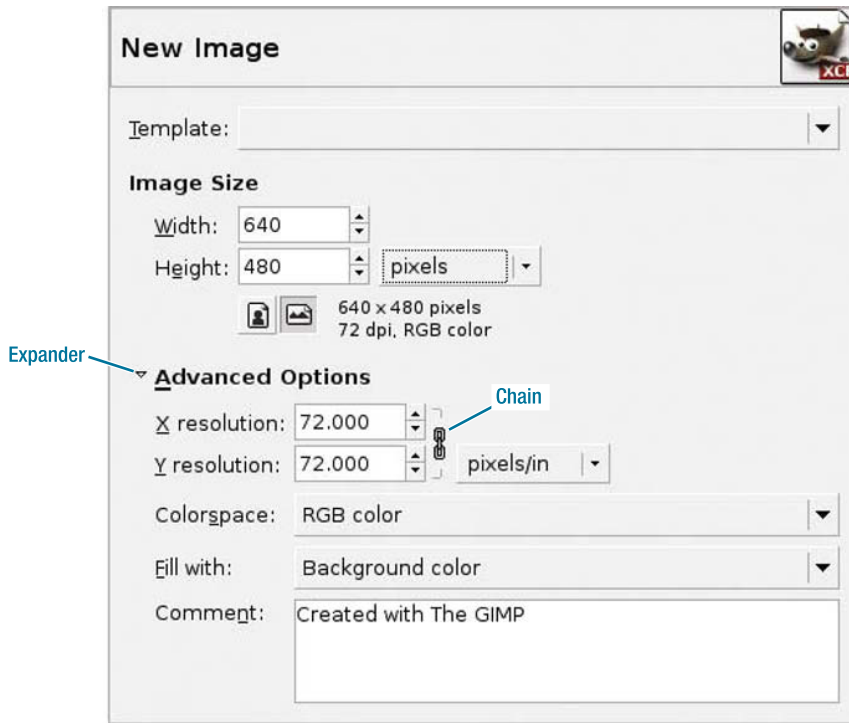 New Image
XCF
Template:
Image Size
Width: 640
Height: 480 pixels
640 x 480 pixels
72 dpi, RGB color
Expander
Advanced Options
Chain
X resolution: 72.000
Y resolution: 72.000 pixels/in
Colorspace: RGB color
Fill with: Background color
Comment: Created with The GIMP